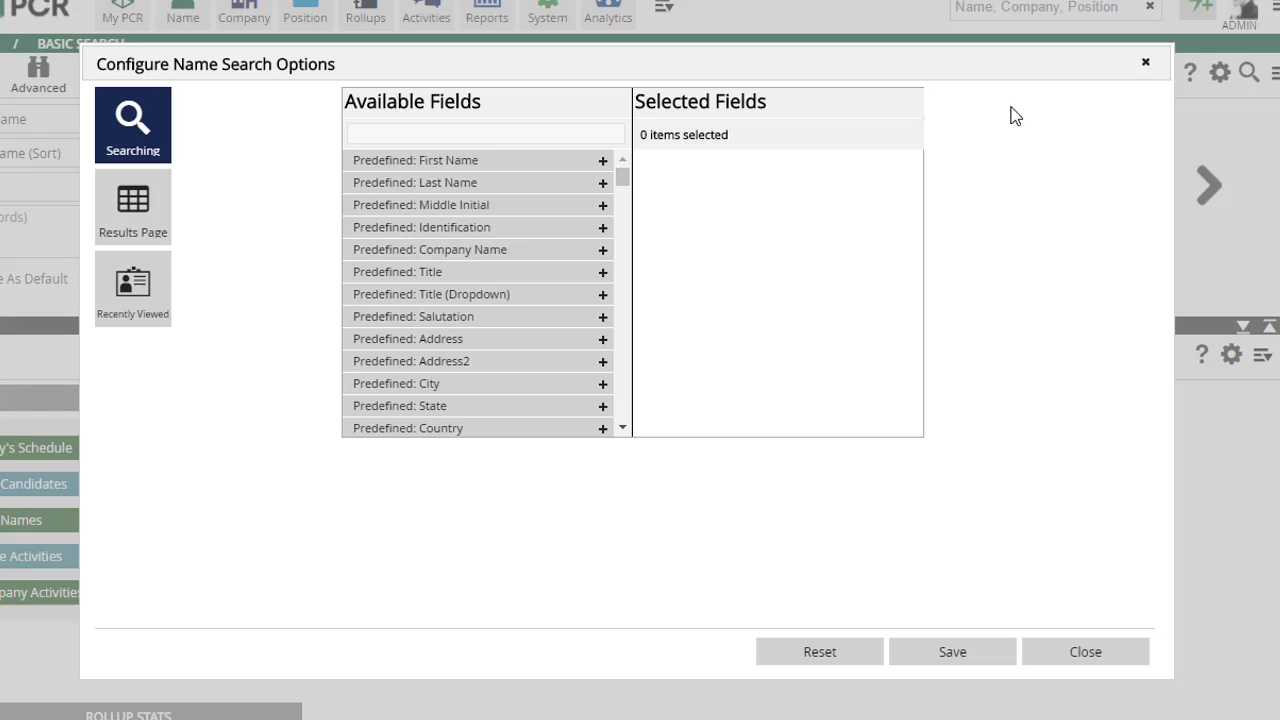 PCR
My PCR
Name
Company
Position
Rollups
Activities
Reports
System
Analytics
Name, Company, Position
7+
ADMIN
/ BASIC SEARCH
Advanced
Configure Name Search Options
Searching
Results Page
Recently Viewed
Available Fields
Predefined: First Name
Predefined: Last Name
Predefined: Middle Initial
Predefined: Identification
Predefined: Company Name
Predefined: Title
Predefined: Title (Dropdown)
Predefined: Salutation
Predefined: Address
Predefined: Address2
Predefined: City
Predefined: State
Predefined: Country
Selected Fields
0 items selected
ame
ame (Sort)
ords)
e As Default
y's Schedule
Candidates
Names
e Activities
pany Activities
Reset
Save
Close
ROLLUP STATS